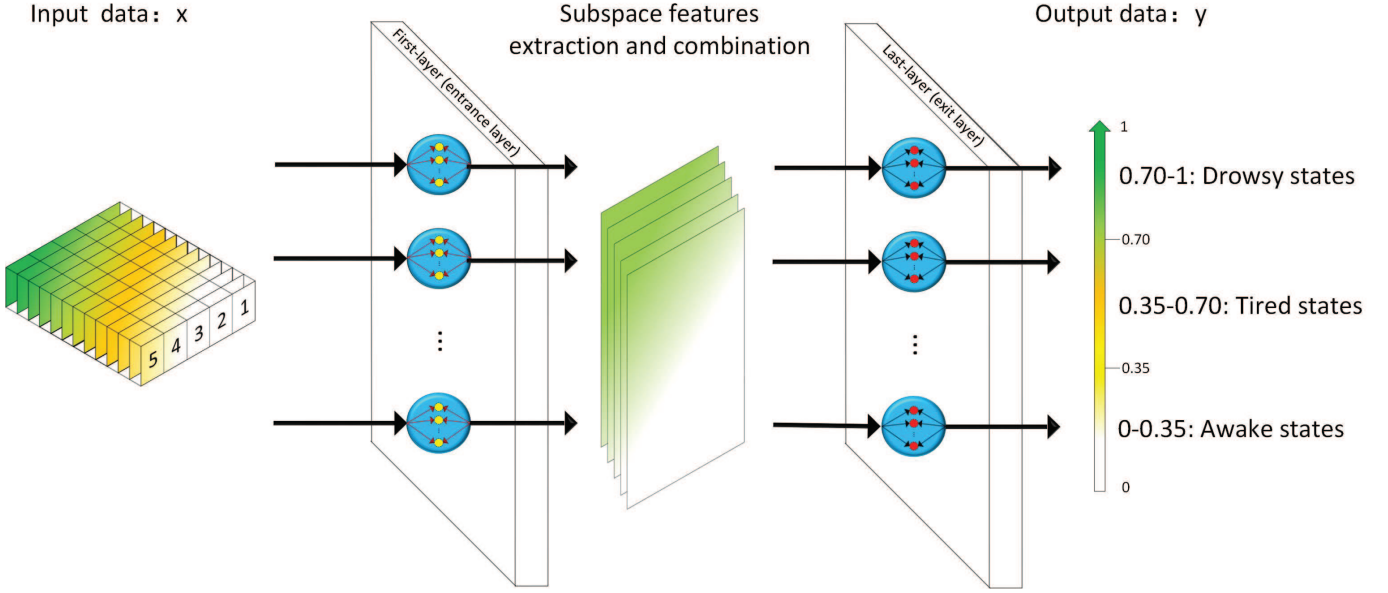 Input data: x
Subspace features
extraction and combination
Output data: y
First-layer (entrance layer)
Last-layer (exit layer)
5 4 3 2 1
...
...
1
0.70-1: Drowsy states
0.70
0.35-0.70: Tired states
0.35
0-0.35: Awake states
0